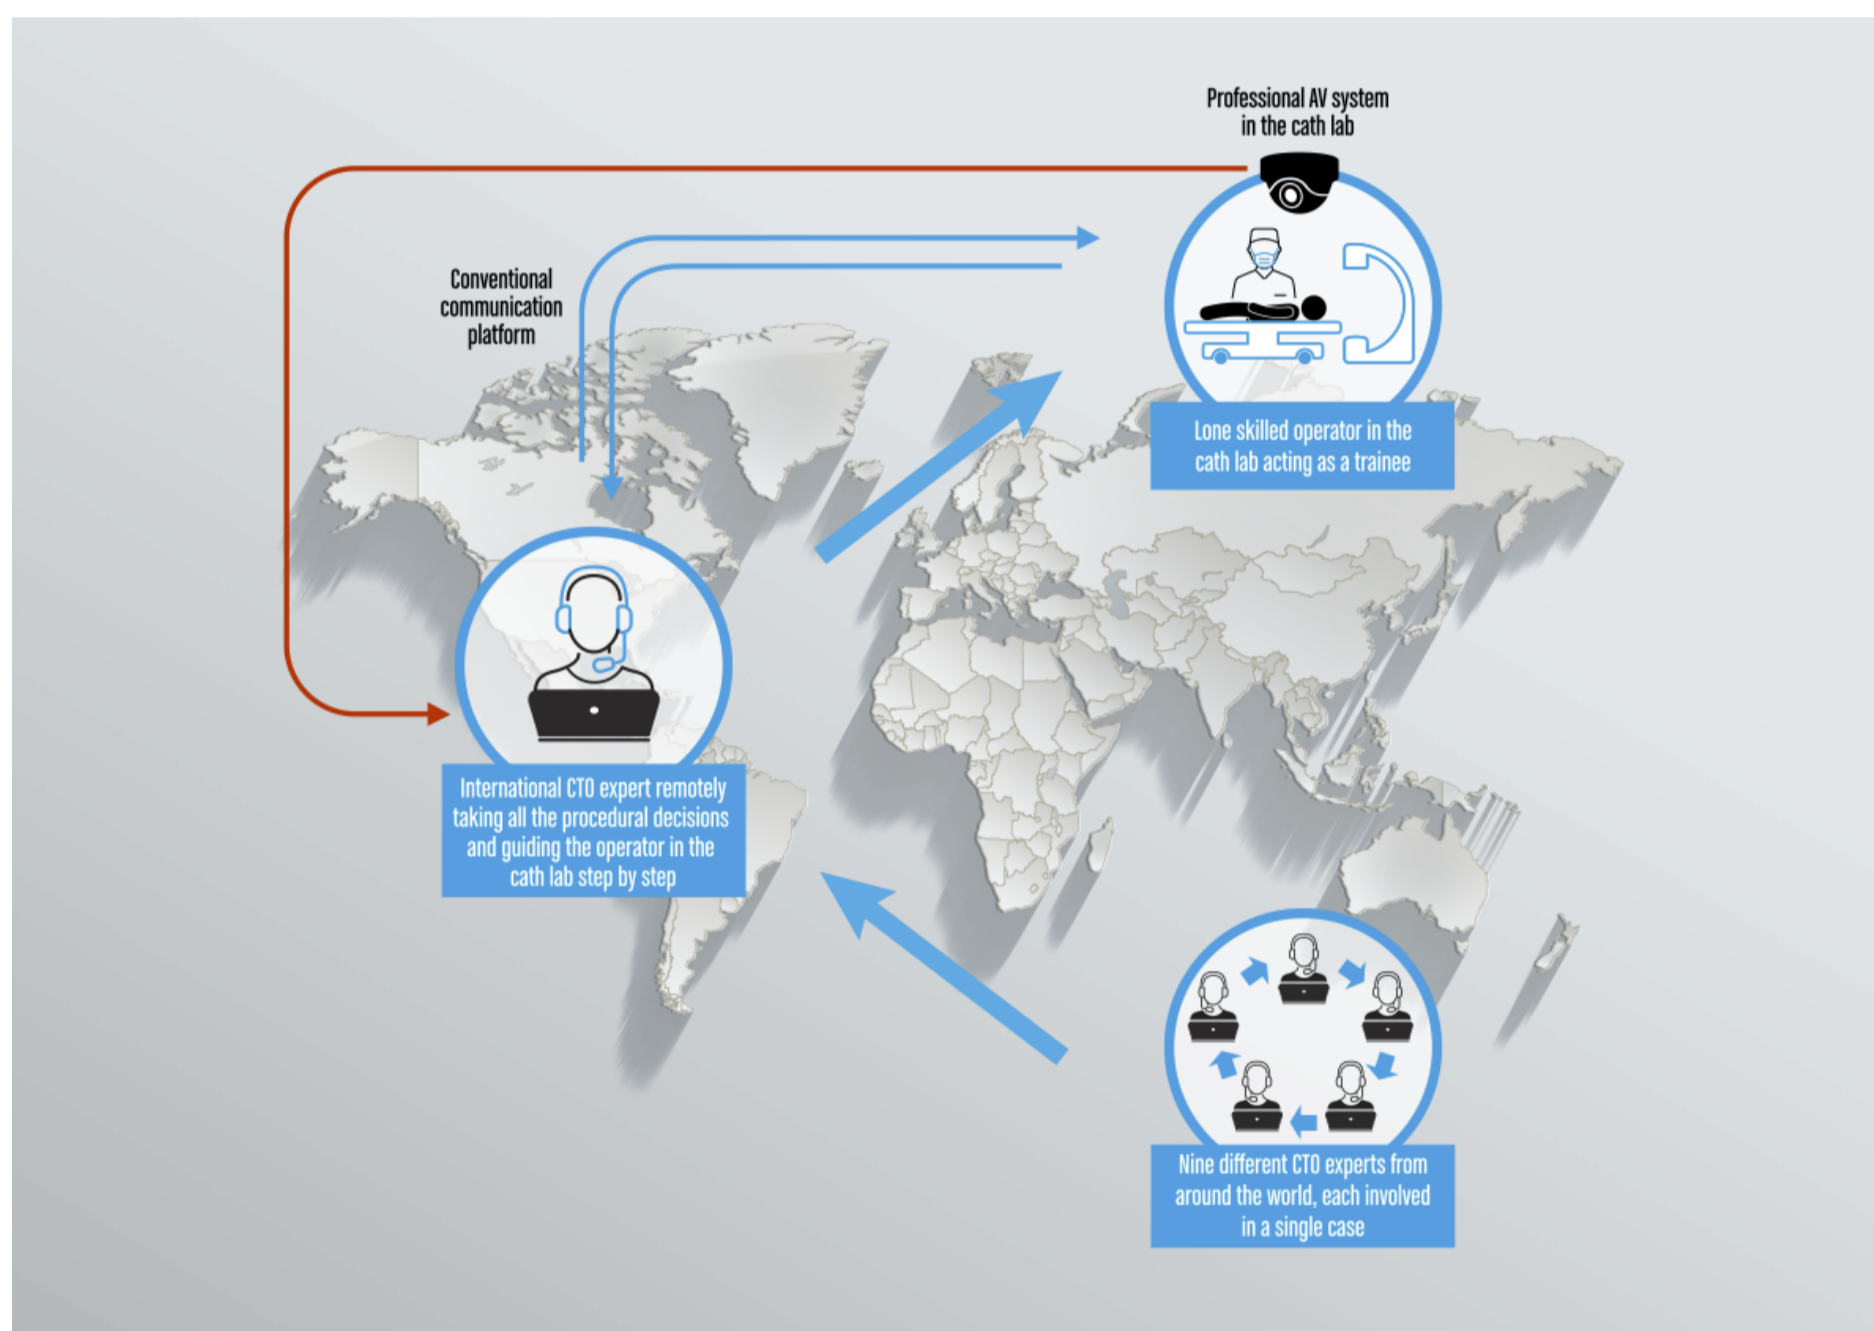 Professional AV system
in the cath lab
Conventional
communication
platform
Lone skilled operator in the
cath lab acting as a trainee
International CTO expert remotely
taking all the procedural decisions
and guiding the operator in the
cath lab step by step
Nine different CTO experts from
around the world, each involved
in a single case